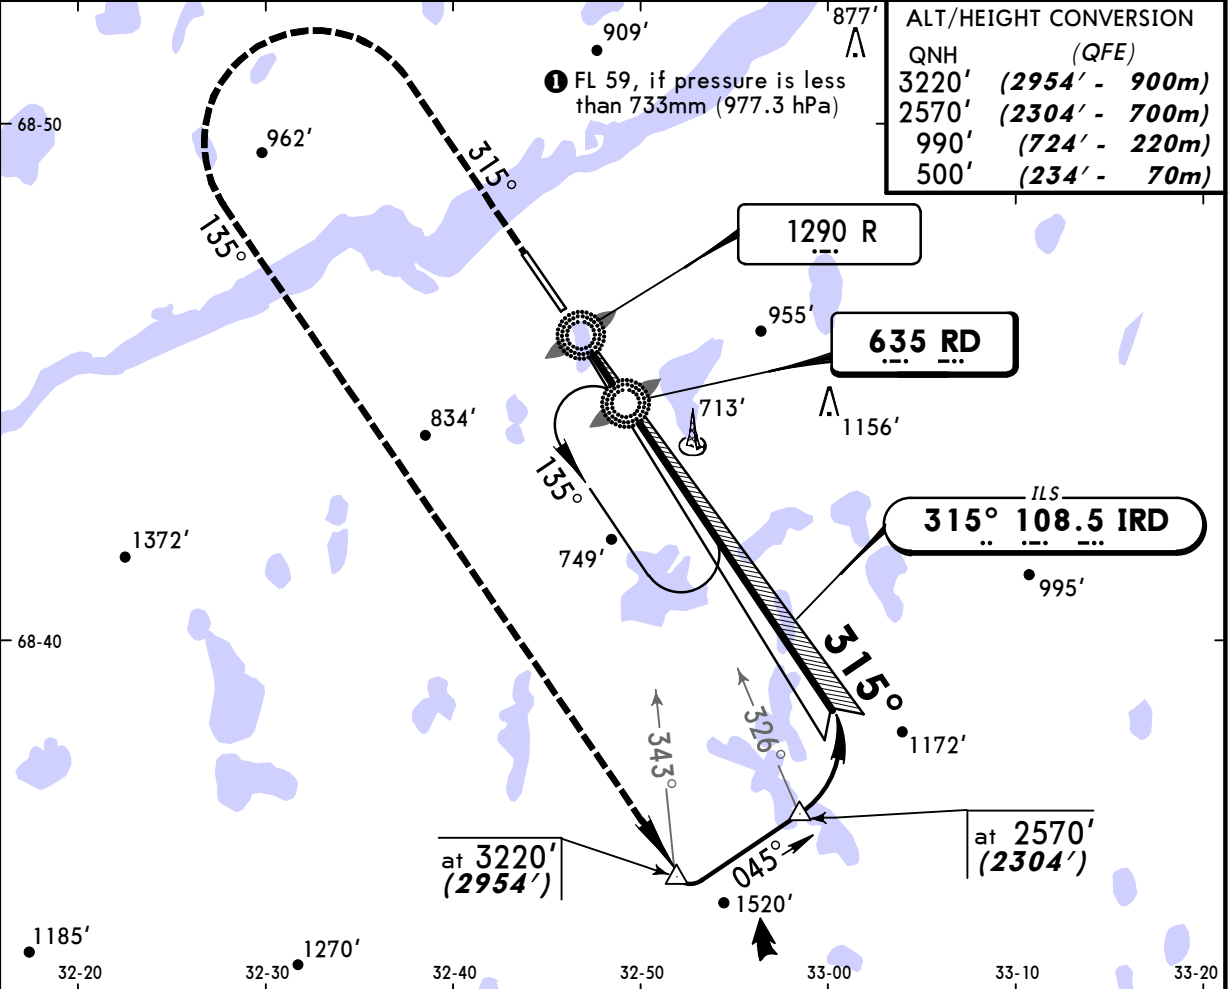 877'
909'
❶ FL 59, if pressure is less
than 733mm (977.3 hPa)
ALT/HEIGHT CONVERSION
QNH (QFE)
3220' (2954' - 900m)
2570' (2304' - 700m)
990' (724' - 220m)
500' (234' - 70m)
68-50
962'
315°
135°
1290 R
955'
635 RD
834'
713'
1156'
135°
ILS
315° 108.5 IRD
1372'
749'
995'
68-40
315°
343°
326°
1172'
at 3220'
(2954')
at 2570'
(2304')
045°
1520'
1185'
1270'
32-20
32-30
32-40
32-50
33-00
33-10
33-20